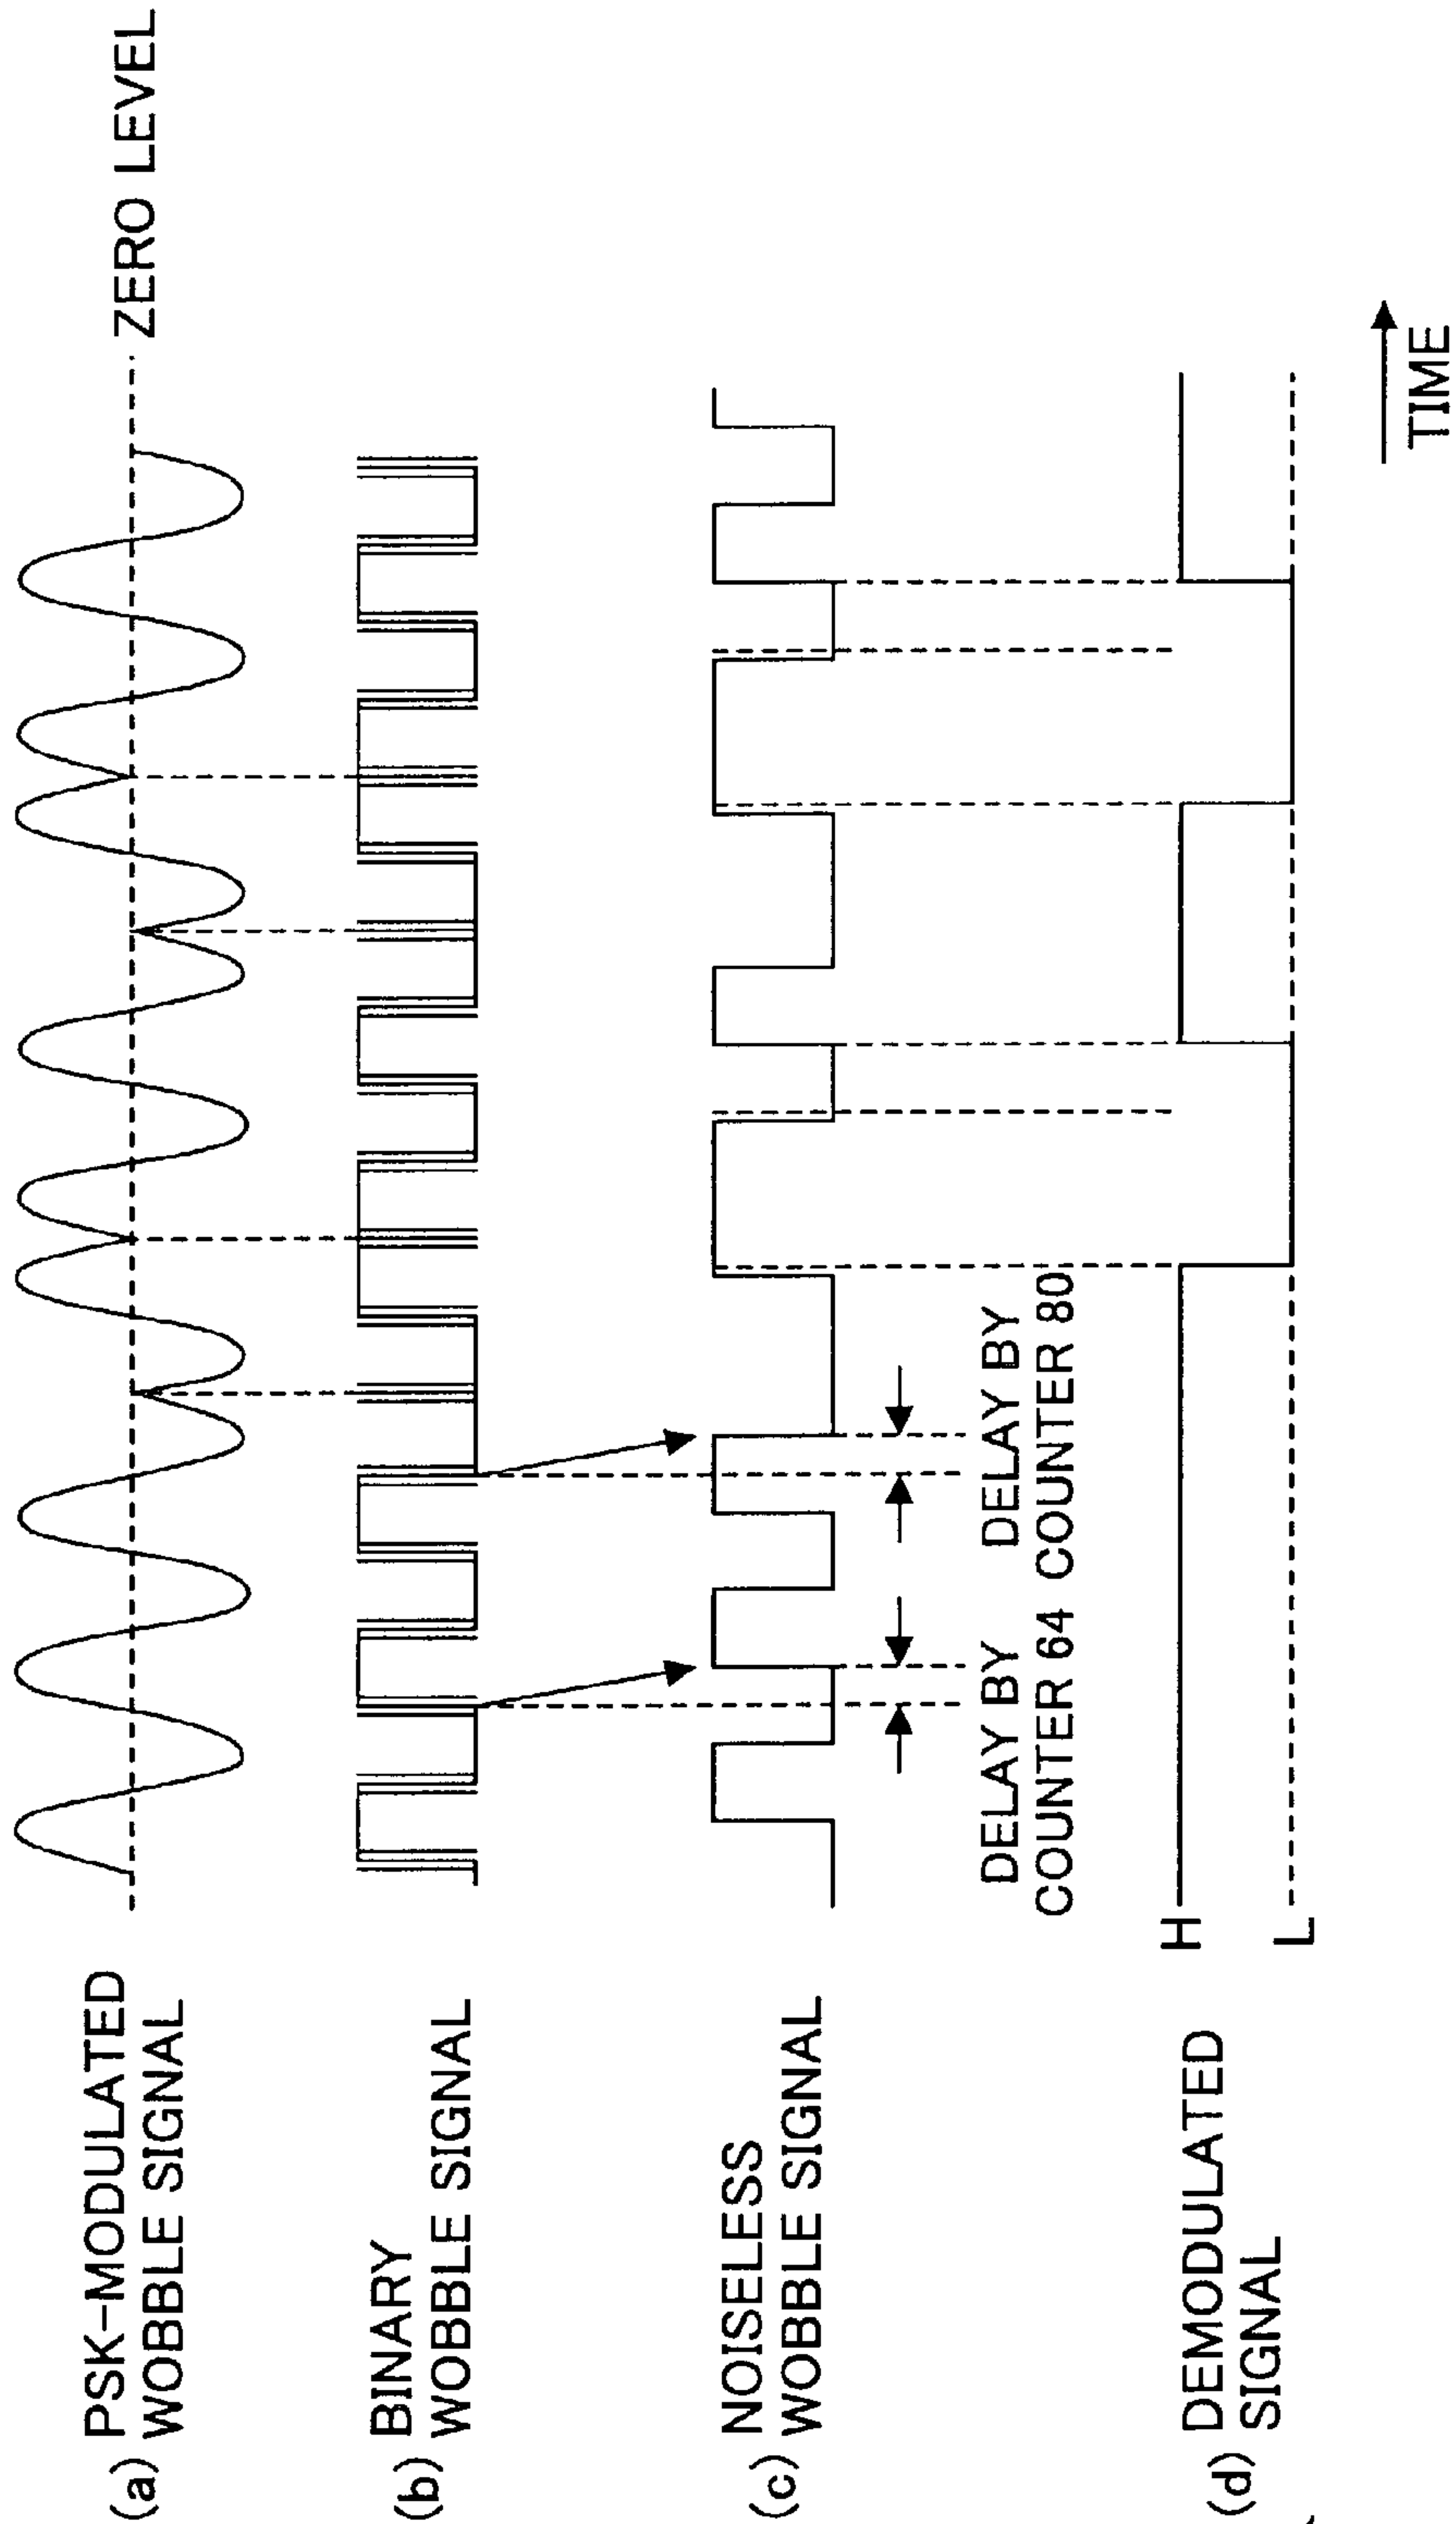 (a) PSK-MODULATED
WOBBLE SIGNAL
ZERO LEVEL
(b) BINARY
WOBBLE SIGNAL
(c) NOISELESS
WOBBLE SIGNAL
DELAY BY
COUNTER 64
DELAY BY
COUNTER 80
(d) DEMODULATED
SIGNAL
H
L
TIME